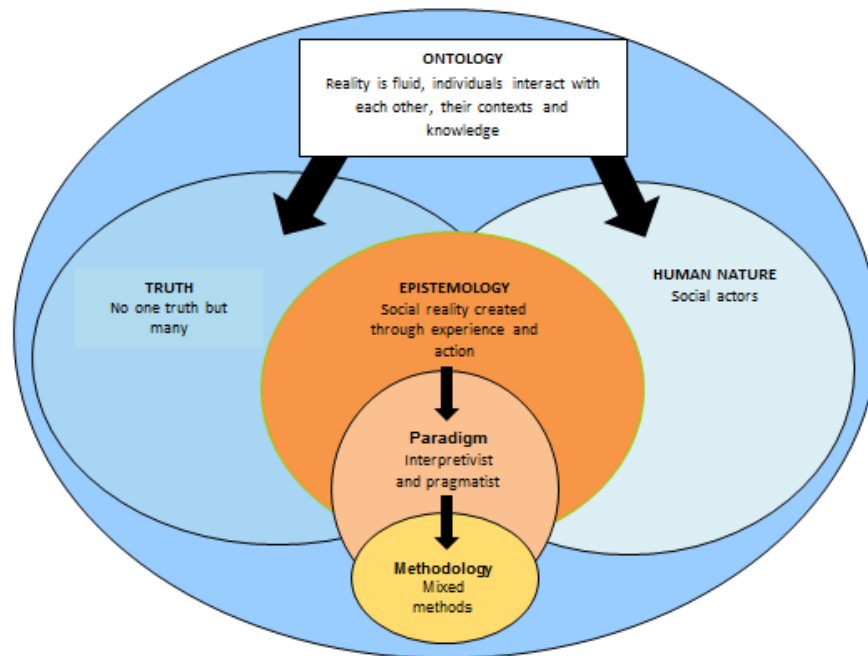 ONTOLOGY
Reality is fluid, individuals interact with
each other, their contexts and
knowledge
TRUTH
No one truth but
many
EPISTEMOLOGY
Social reality created
through experience and
action
HUMAN NATURE
Social actors
Paradigm
Interpretivist
and pragmatist
Methodology
Mixed
methods